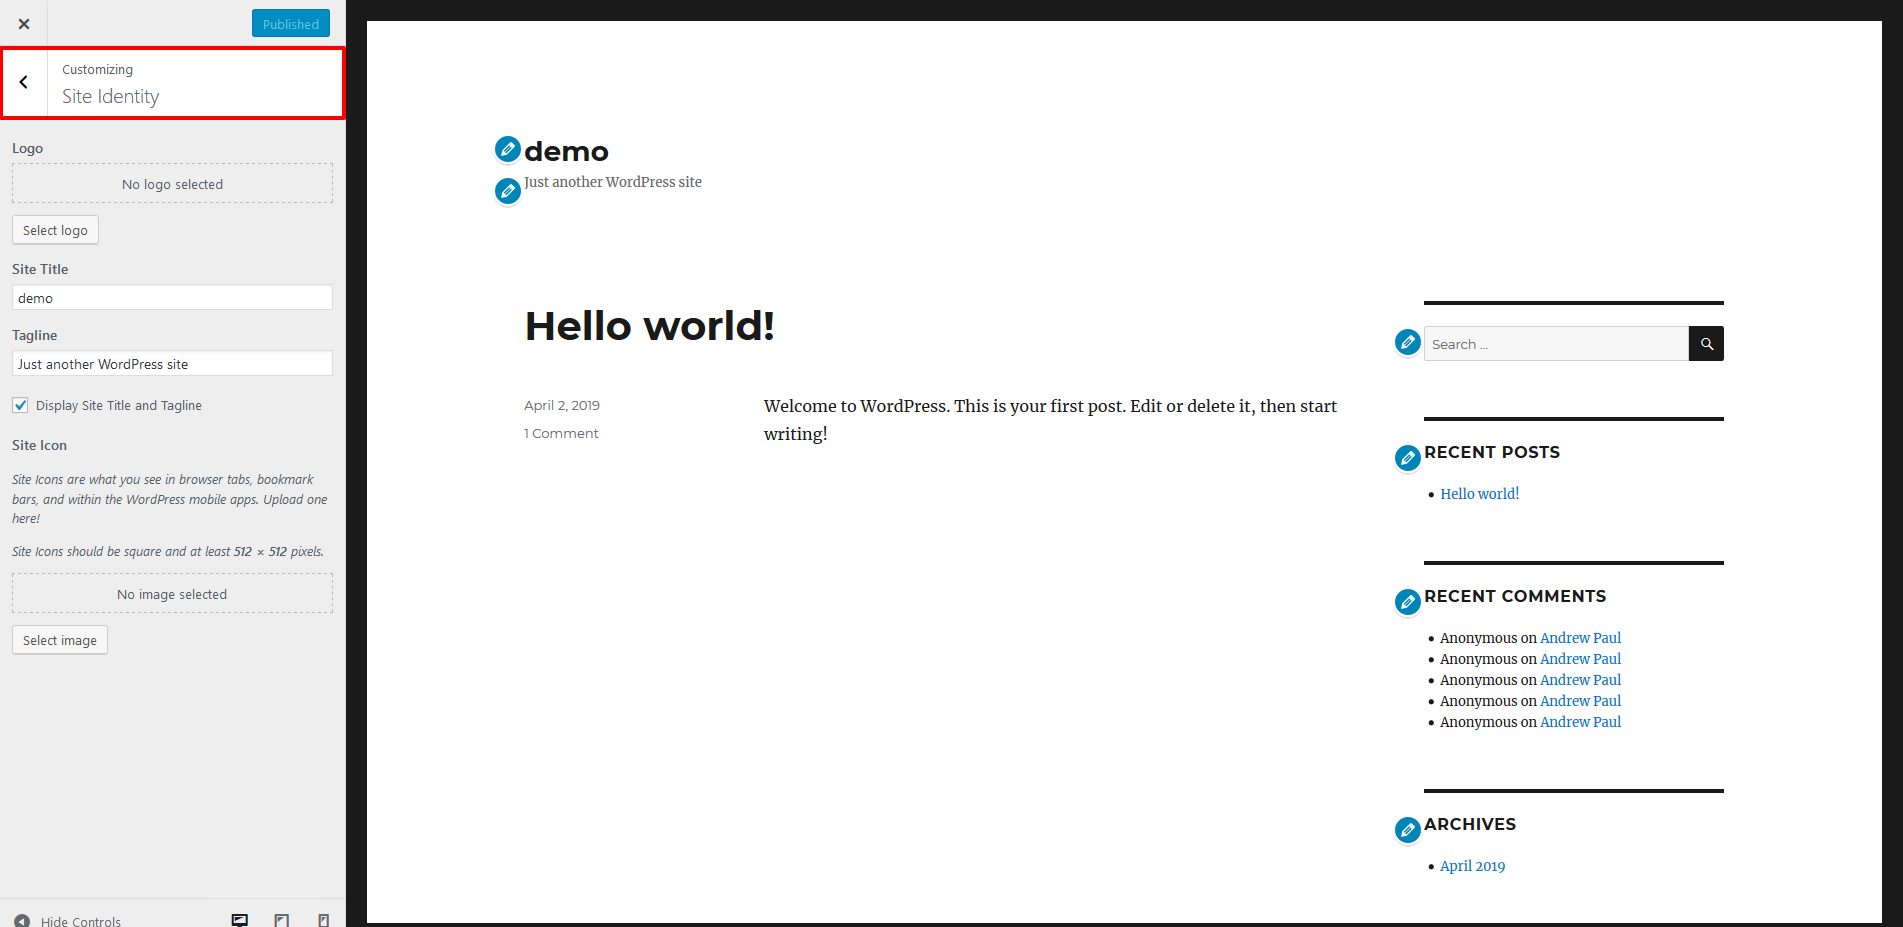 Published
Customizing
Site Identity
Logo
No logo selected
Select logo
Site Title
demo
Tagline
Just another WordPress site
Display Site Title and Tagline
Site Icon
Site Icons are what you see in browser tabs, bookmark
bars, and within the WordPress mobile apps. Upload one
here!
Site Icons should be square and at least 512 × 512 pixels.
No image selected
Select image
Hide Controls
demo
Just another WordPress site
Hello world!
April 2, 2019
1 Comment
Welcome to WordPress. This is your first post. Edit or delete it, then start
writing!
Search …
RECENT POSTS
Hello world!
RECENT COMMENTS
Anonymous on Andrew Paul
Anonymous on Andrew Paul
Anonymous on Andrew Paul
Anonymous on Andrew Paul
Anonymous on Andrew Paul
ARCHIVES
April 2019